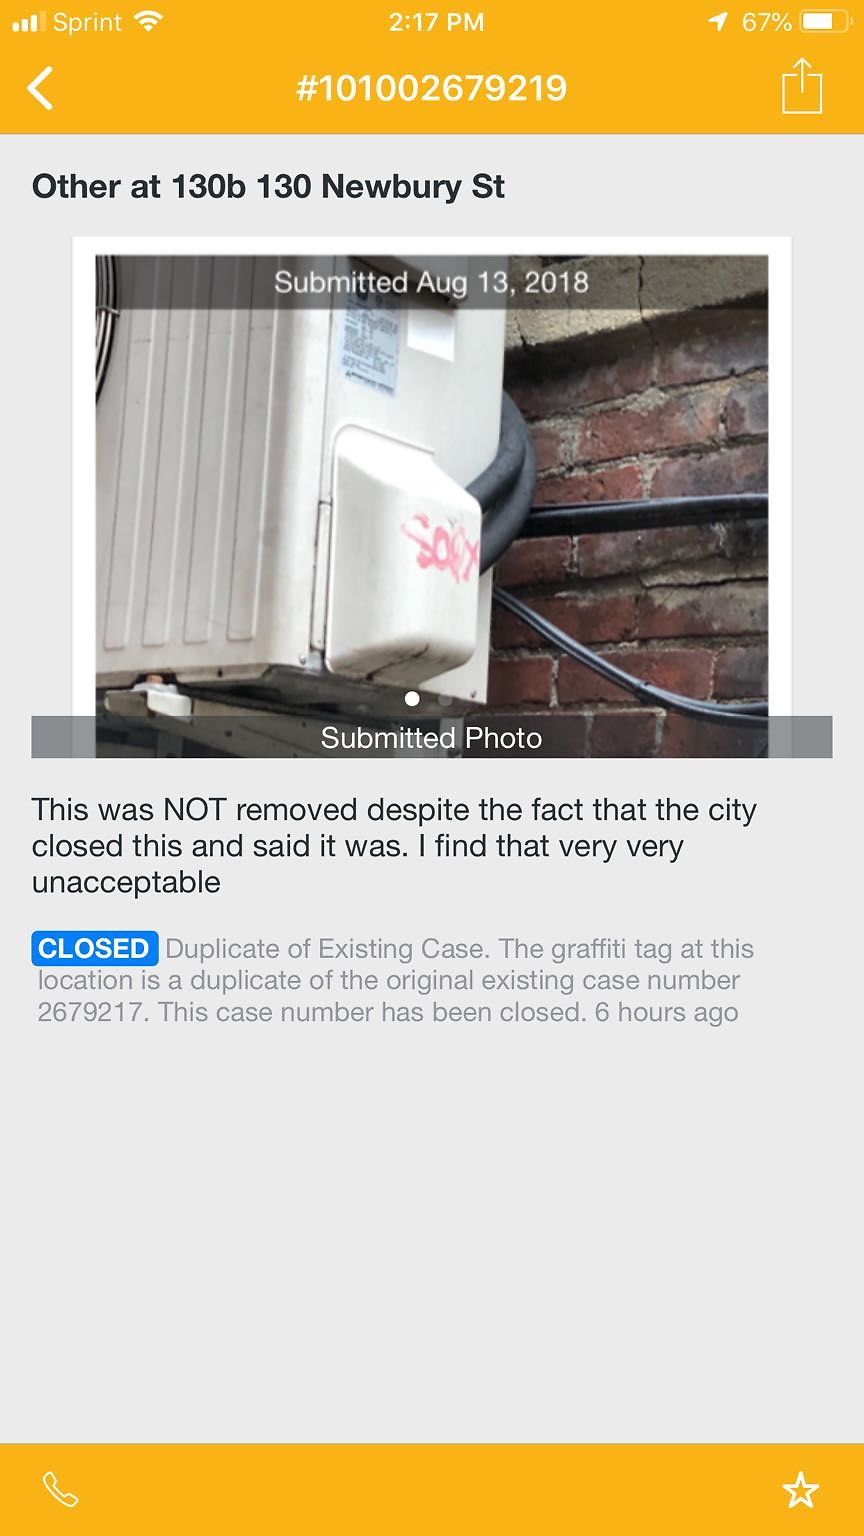 Sprint 2:17 PM 67%
#101002679219
Other at 130b 130 Newbury St
Submitted Aug 13, 2018
Submitted Photo
This was NOT removed despite the fact that the city
closed this and said it was. I find that very very
unacceptable
CLOSED Duplicate of Existing Case. The graffiti tag at this
location is a duplicate of the original existing case number
2679217. This case number has been closed. 6 hours ago